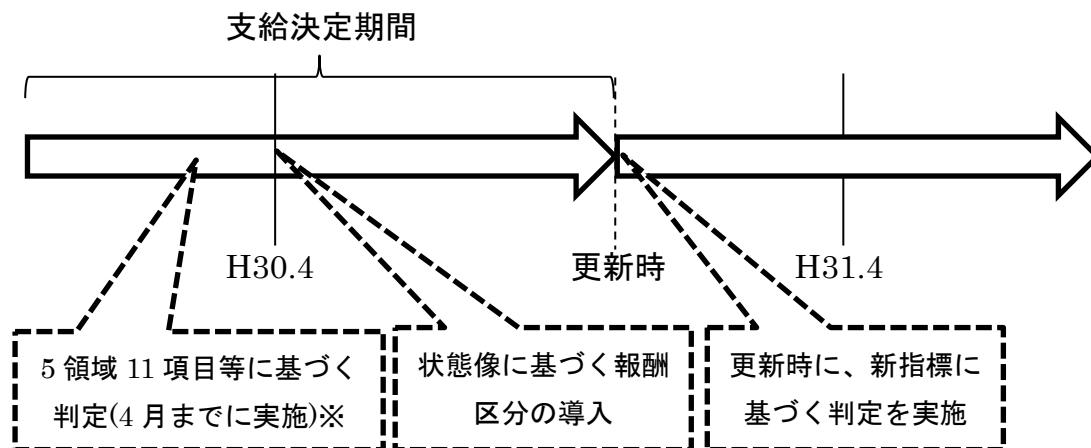 支給決定期間
H30.4
更新時
H31.4
5 領域 11 項目等に基づく
判定(4 月までに実施)※
状態像に基づく報酬
区分の導入
更新時に、新指標に
基づく判定を実施